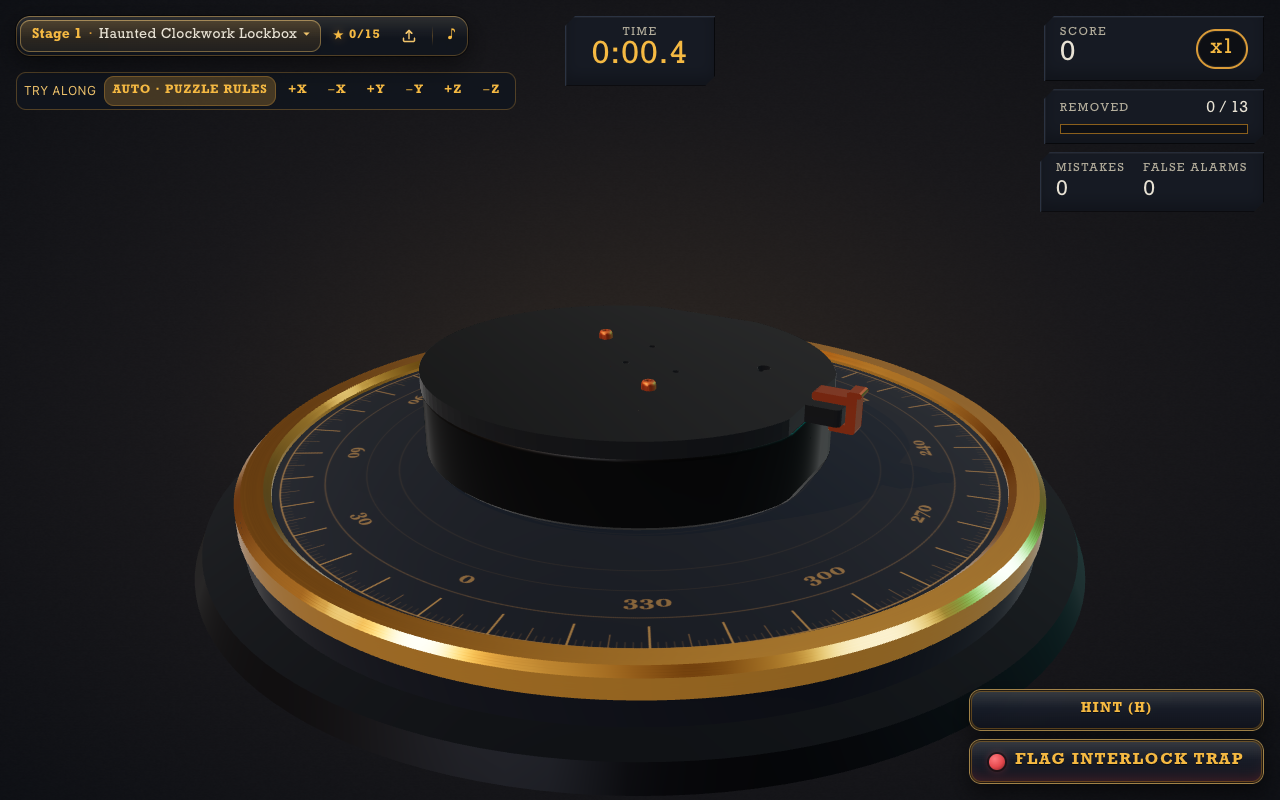 Stage 1 · Haunted Clockwork Lockbox
★ 0/15
♪
TRY ALONG
AUTO · PUZZLE RULES
+X
−X
+Y
−Y
+Z
−Z
TIME
0:00.4
SCORE
0
x1
REMOVED
0 / 13
MISTAKES
0
FALSE ALARMS
0
60
30
0
330
300
270
240
HINT (H)
FLAG INTERLOCK TRAP